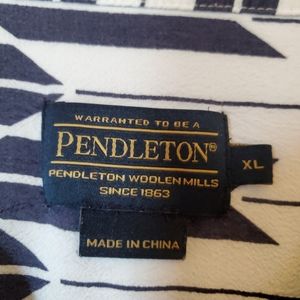 WARRANTED TO BE A
PENDLETON®
XL
PENDLETON WOOLEN MILLS
SINCE 1863
MADE IN CHINA